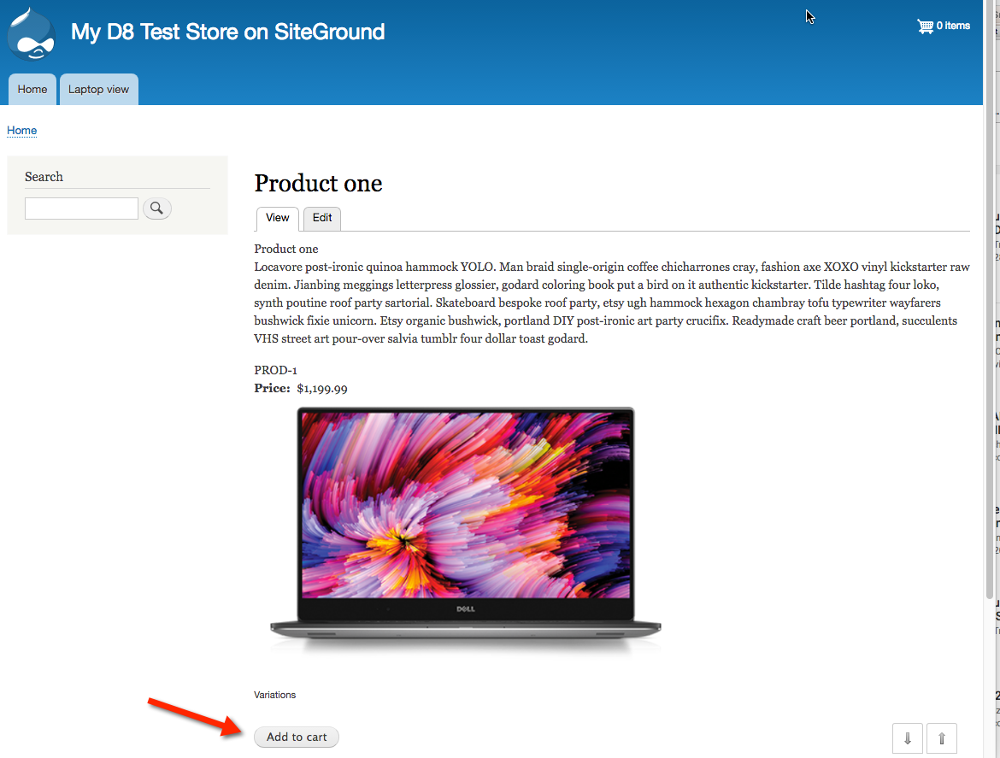 My D8 Test Store on SiteGround
0 items
Home
Laptop view
Home
Search
Product one
View
Edit
Product one
Locavore post-ironic quinoa hammock YOLO. Man braid single-origin coffee chicharrones cray, fashion axe XOXO vinyl kickstarter raw
denim. Jianbing meggings letterpress glossier, godard coloring book put a bird on it authentic kickstarter. Tilde hashtag four loko,
synth poutine roof party sartorial. Skateboard bespoke roof party, etsy ugh hammock hexagon chambray tofu typewriter wayfarers
bushwick fixie unicorn. Etsy organic bushwick, portland DIY post-ironic art party crucifix. Readymade craft beer portland, succulents
VHS street art pour-over salvia tumblr four dollar toast godard.
PROD-1
Price: $1,199.99
DELL
Variations
Add to cart